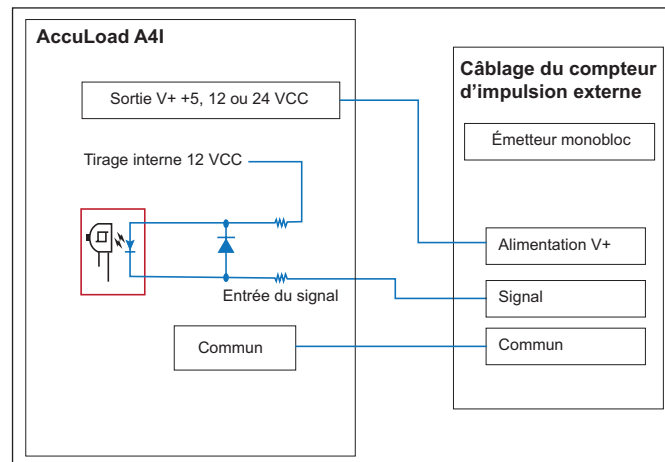 AccuLoad A4I
Sortie V+ +5, 12 ou 24 VCC
Tirage interne 12 VCC
Entrée du signal
Commun
Câblage du compteur
d'impulsion externe
Émetteur monobloc
Alimentation V+
Signal
Commun